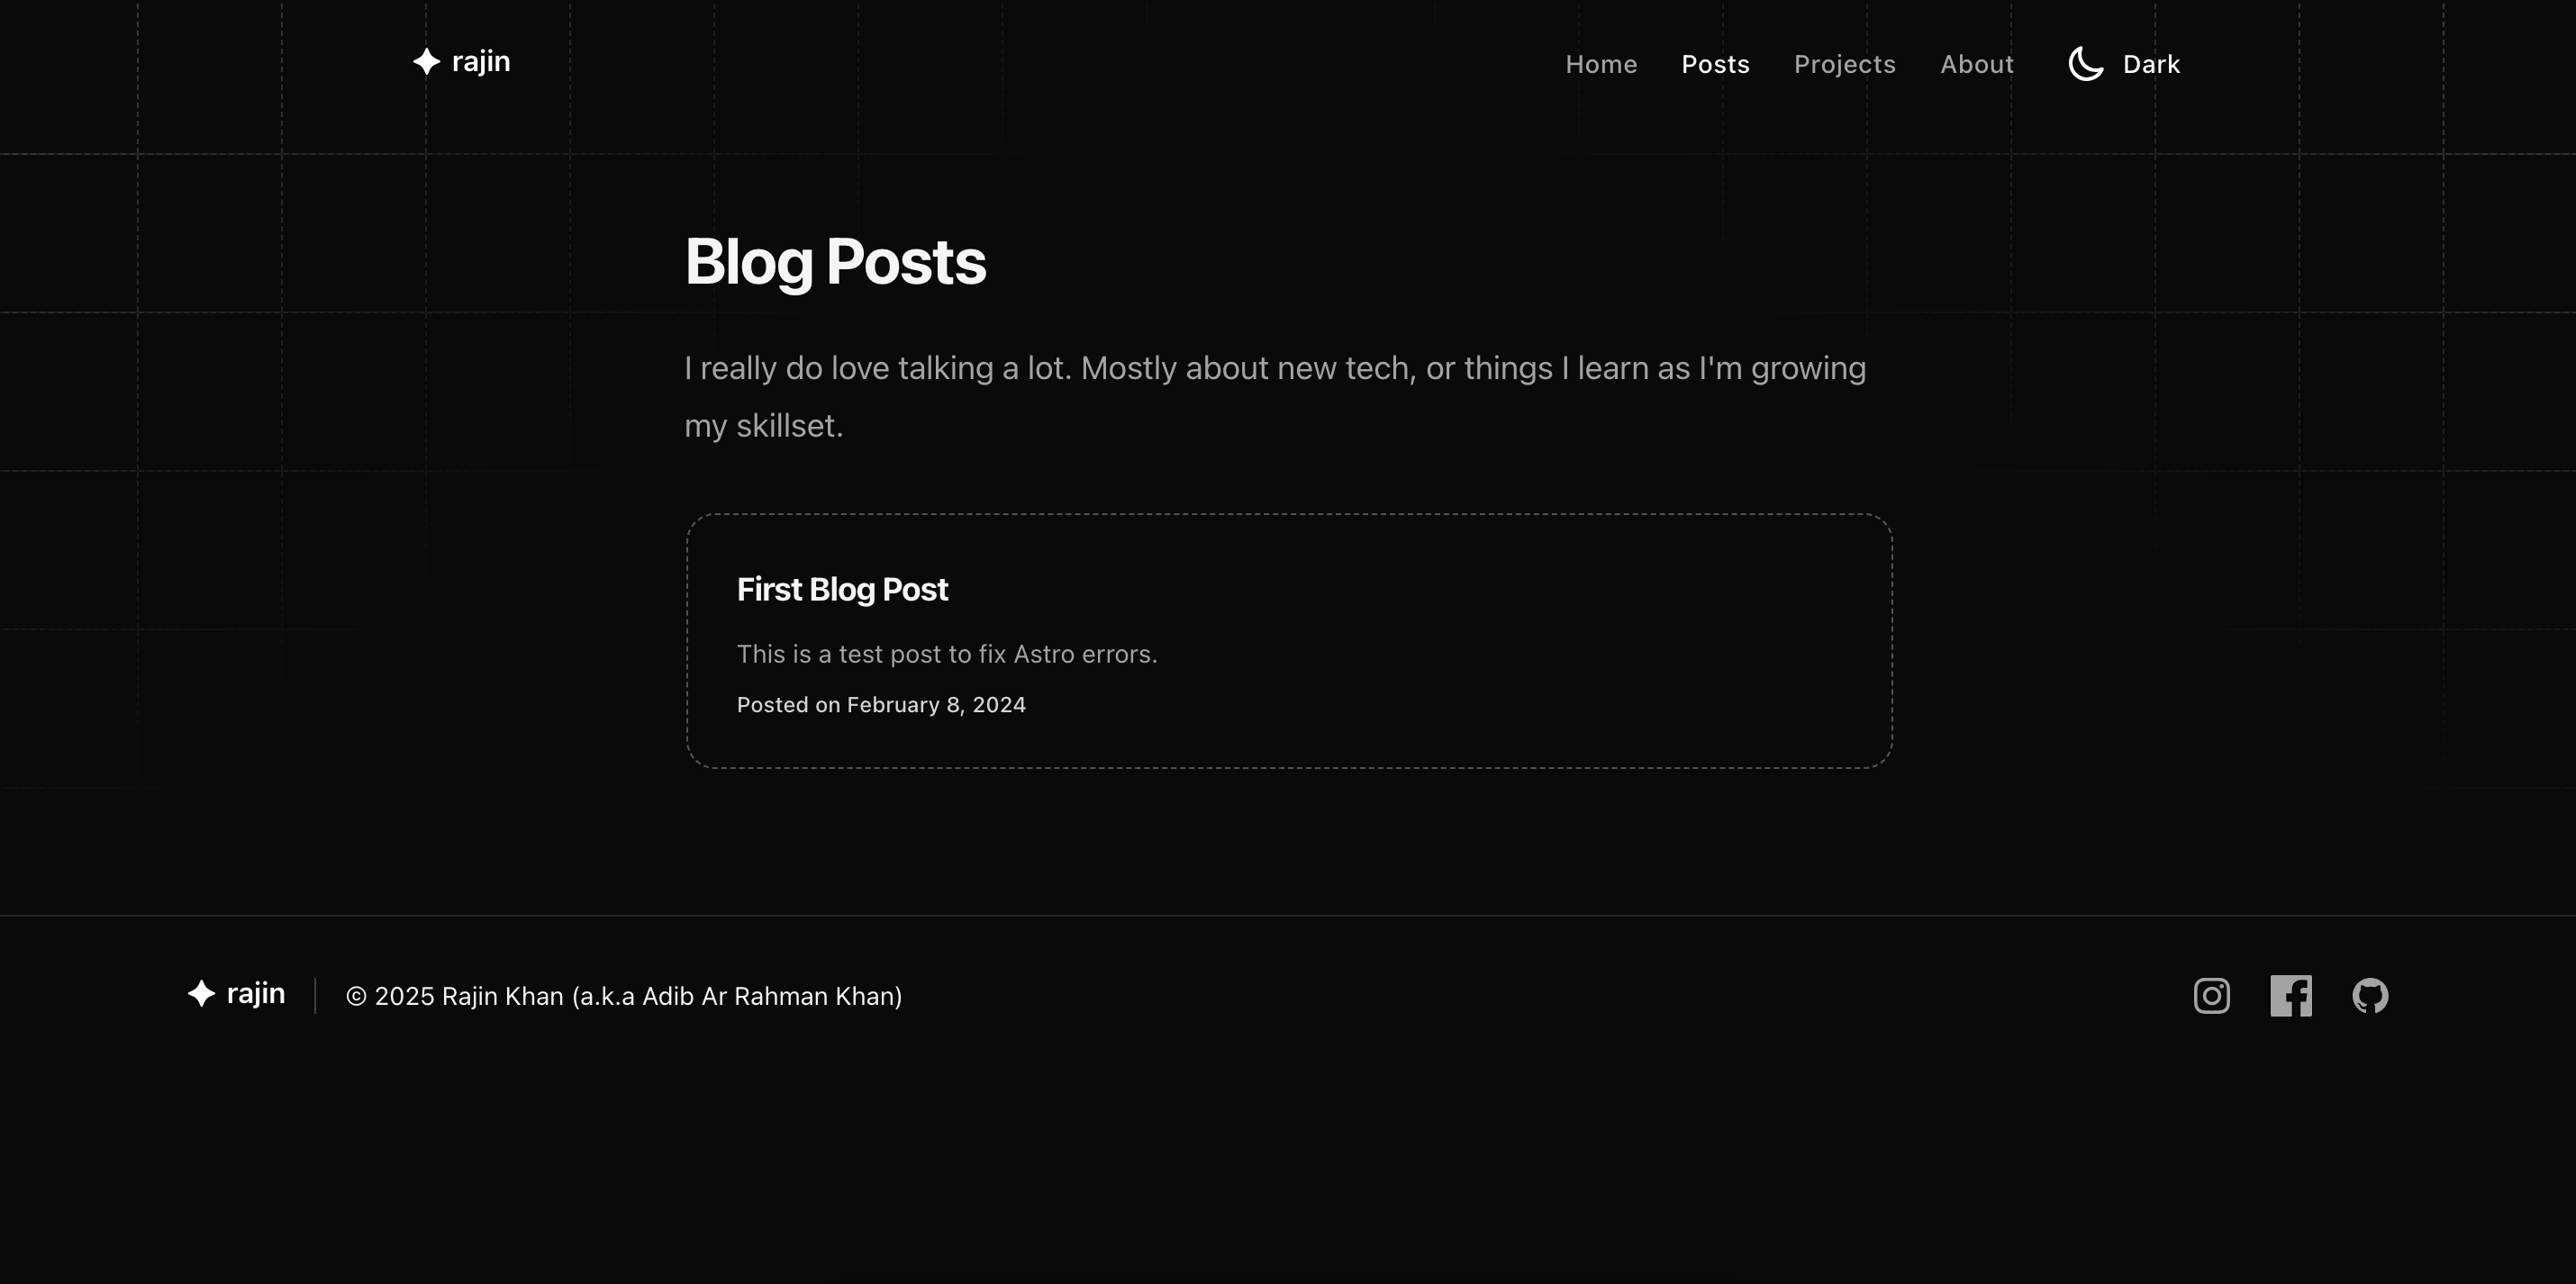 rajin
Home Posts Projects About Dark
Blog Posts
I really do love talking a lot. Mostly about new tech, or things I learn as I'm growing
my skillset.
First Blog Post
This is a test post to fix Astro errors.
Posted on February 8, 2024
rajin
© 2025 Rajin Khan (a.k.a Adib Ar Rahman Khan)